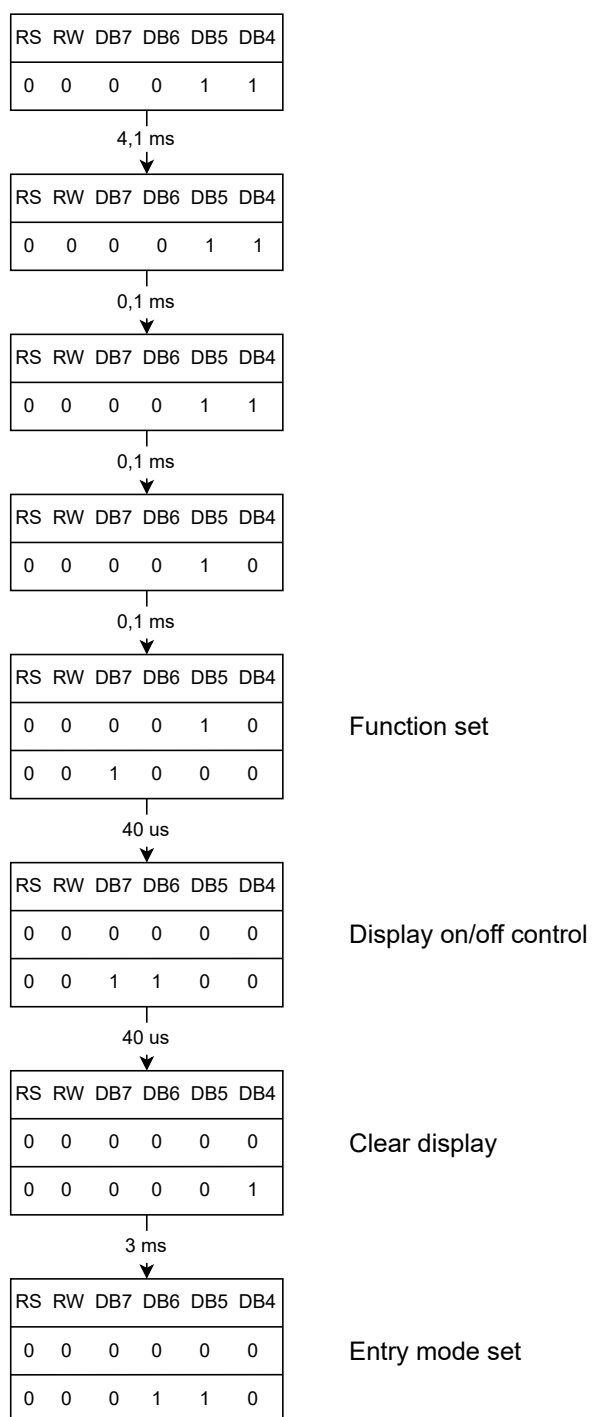 RS RW DB7 DB6 DB5 DB4
0 0 0 0 1 1
4,1 ms
RS RW DB7 DB6 DB5 DB4
0 0 0 0 1 1
0,1 ms
RS RW DB7 DB6 DB5 DB4
0 0 0 0 1 1
0,1 ms
RS RW DB7 DB6 DB5 DB4
0 0 0 0 1 0
0,1 ms
RS RW DB7 DB6 DB5 DB4
0 0 0 0 1 0 Function set
0 0 1 0 0 0
40 us
RS RW DB7 DB6 DB5 DB4
0 0 0 0 0 0 Display on/off control
0 0 1 1 0 0
40 us
RS RW DB7 DB6 DB5 DB4
0 0 0 0 0 0 Clear display
0 0 0 0 0 1
3 ms
RS RW DB7 DB6 DB5 DB4
0 0 0 0 0 0 Entry mode set
0 0 0 1 1 0